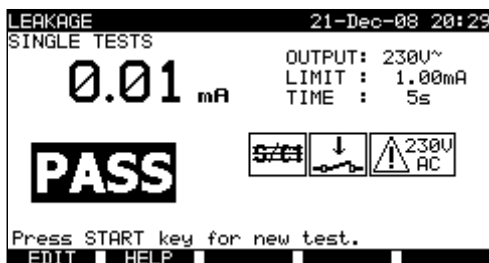 LEAKAGE 21-Dec-08 20:29
SINGLE TESTS
0.01 mA
OUTPUT: 230V~
LIMIT : 1.00mA
TIME : 5s
PASS
S/C1
230V
AC
Press START key for new test.
EDIT HELP